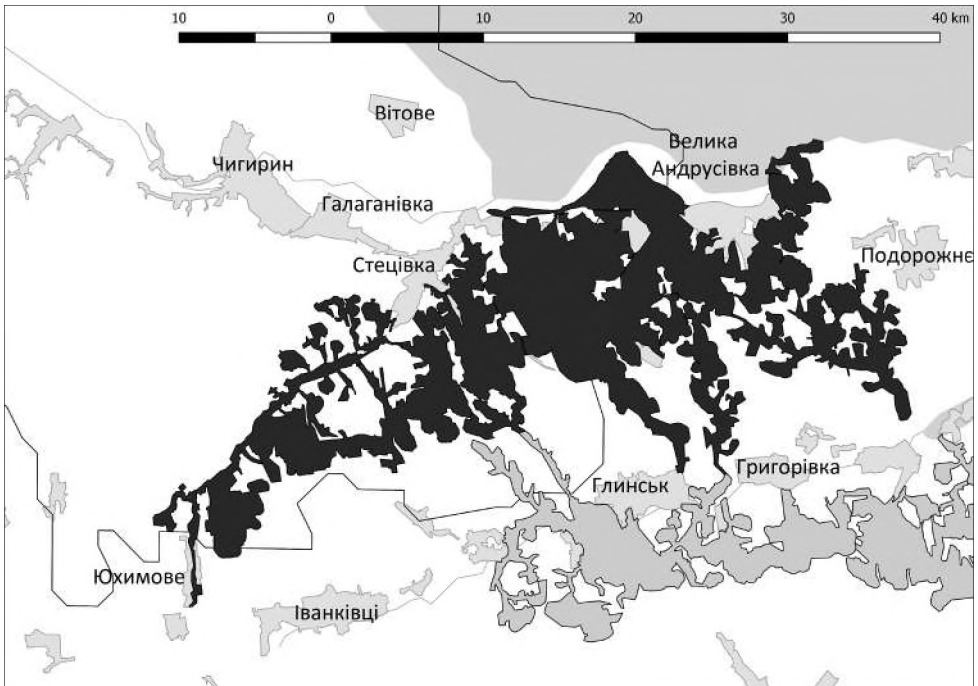 10 0 10 20 30 40 km
Вітове
Велика
Андрусівка
Чигирин
Галаганівка
Стецівка
Подорожнє
Глинськ
Григорівка
Юхимове
Іванківці